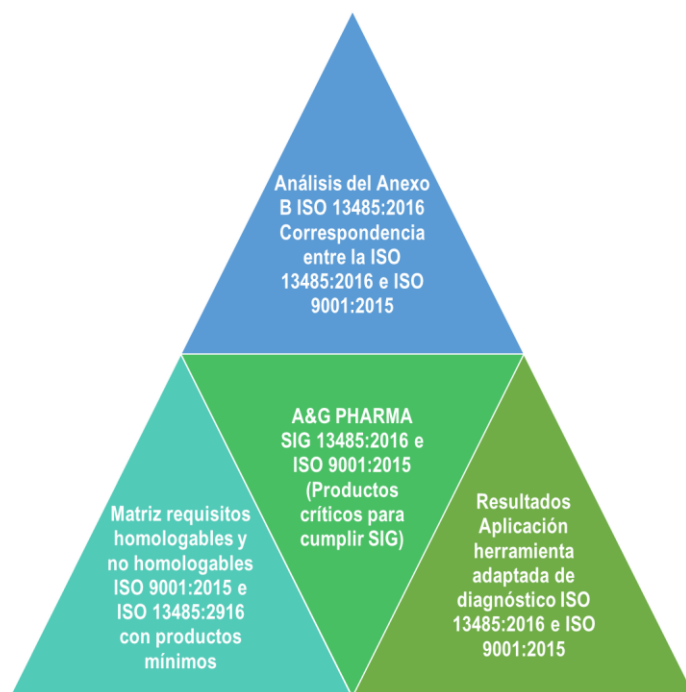 Análisis del Anexo
B ISO 13485:2016
Correspondencia
entre la ISO
13485:2016 e ISO
9001:2015
A&G PHARMA
SIG 13485:2016 e
ISO 9001:2015
(Productos
críticos para
cumplir SIG)
Matriz requisitos
homologables y
no homologables
ISO 9001:2015 e
ISO 13485:2916
con productos
mínimos
Resultados
Aplicación
herramienta
adaptada de
diagnóstico ISO
13485:2016 e ISO
9001:2015